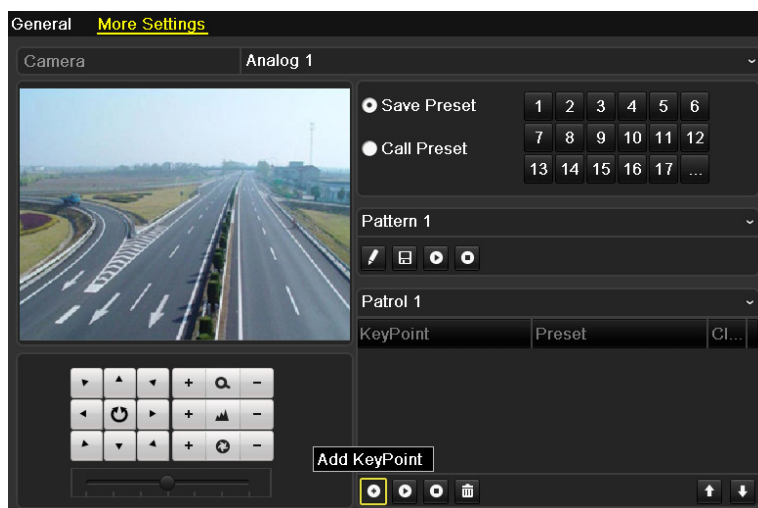 General More Settings
Camera Analog 1
Save Preset 1 2 3 4 5 6
Call Preset 7 8 9 10 11 12
13 14 15 16 17 ...
Pattern 1
Patrol 1
KeyPoint Preset Cl...
Add KeyPoint